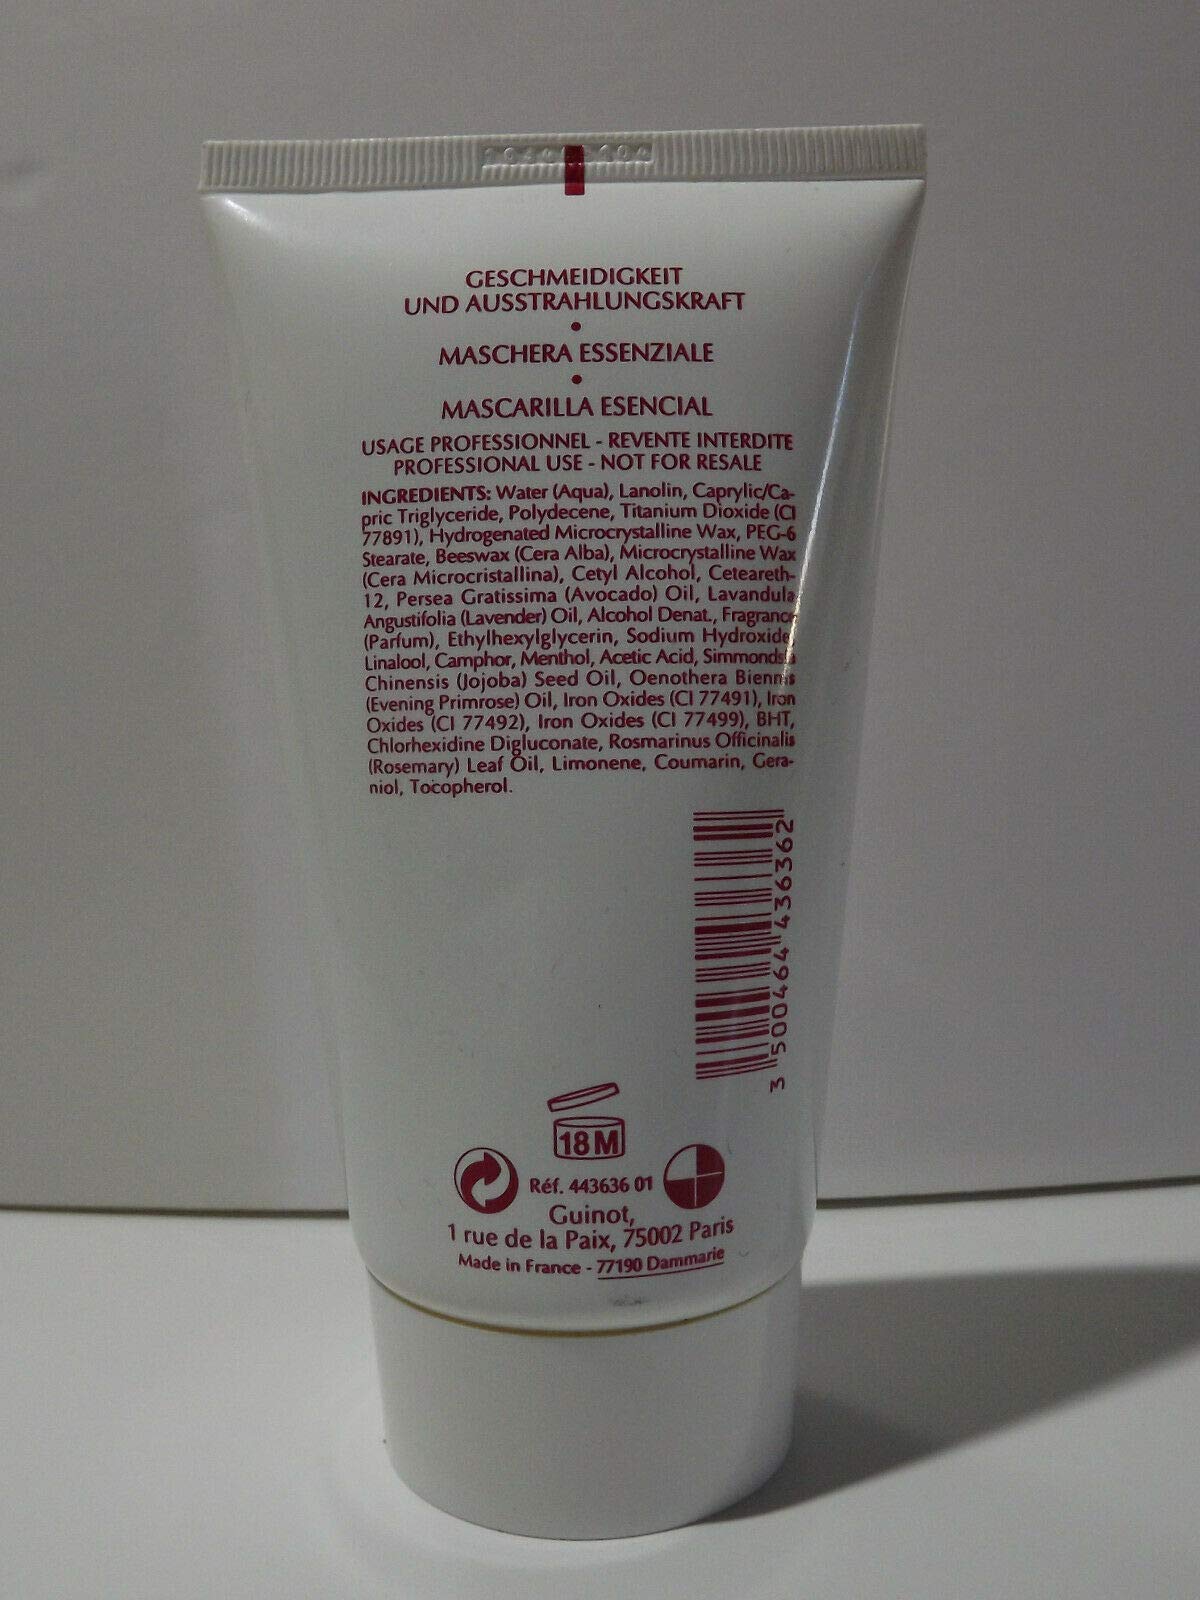 GESCHMEIDIGKEIT
UND AUSSTRAHLUNGSKRAFT
•
MASCHERA ESSENZIALE
•
MASCARILLA ESENCIAL
USAGE PROFESSIONNEL - REVENTE INTERDITE
PROFESSIONAL USE - NOT FOR RESALE
INGREDIENTS: Water (Aqua), Lanolin, Caprylic/Ca-
pric Triglyceride, Polydecene, Titanium Dioxide (CI
77891), Hydrogenated Microcrystalline Wax, PEG-6
Stearate, Beeswax (Cera Alba), Microcrystalline Wax
(Cera Microcristallina), Cetyl Alcohol, Ceteareth-
12, Persea Gratissima (Avocado) Oil, Lavandula
Angustifolia (Lavender) Oil, Alcohol Denat., Fragrance
(Parfum), Ethylhexylglycerin, Sodium Hydroxide,
Linalool, Camphor, Menthol, Acetic Acid, Simmondsia
Chinensis (Jojoba) Seed Oil, Oenothera Biennis
(Evening Primrose) Oil, Iron Oxides (CI 77491), Iron
Oxides (CI 77492), Iron Oxides (CI 77499), BHT,
Chlorhexidine Digluconate, Rosmarinus Officinalis
(Rosemary) Leaf Oil, Limonene, Coumarin, Gera-
niol, Tocopherol.
3 500464 436362
18 M
Réf. 443636 01
Guinot,
1 rue de la Paix, 75002 Paris
Made in France - 77190 Dammarie